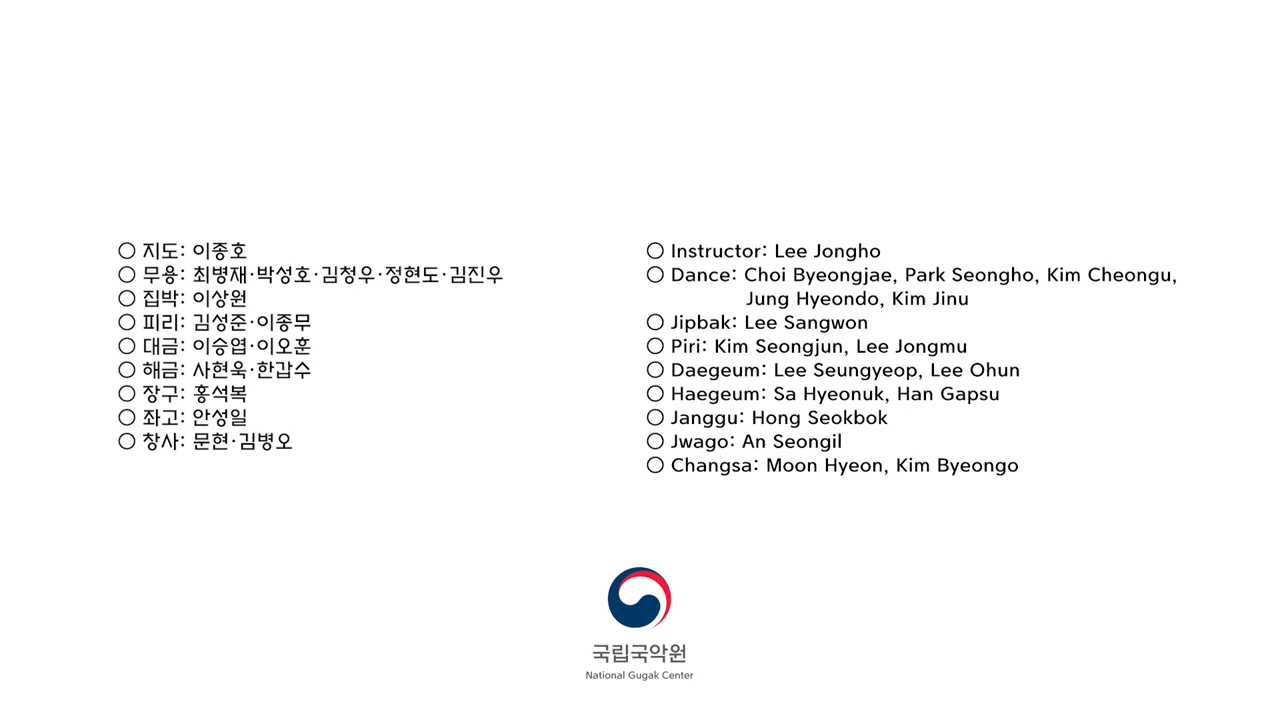 ○ 지도: 이종호
○ 무용: 최병재·박성호·김청우·정현도·김진우
○ 집박: 이상원
○ 피리: 김성준·이종무
○ 대금: 이승엽·이오훈
○ 해금: 사현욱·한갑수
○ 장구: 홍석복
○ 좌고: 안성일
○ 창사: 문현·김병오
○ Instructor: Lee Jongho
○ Dance: Choi Byeongjae, Park Seongho, Kim Cheongu,
Jung Hyeondo, Kim Jinu
○ Jipbak: Lee Sangwon
○ Piri: Kim Seongjun, Lee Jongmu
○ Daegeum: Lee Seungyeop, Lee Ohun
○ Haegeum: Sa Hyeonuk, Han Gapsu
○ Janggu: Hong Seokbok
○ Jwago: An Seongil
○ Changsa: Moon Hyeon, Kim Byeongo
국립국악원
National Gugak Center